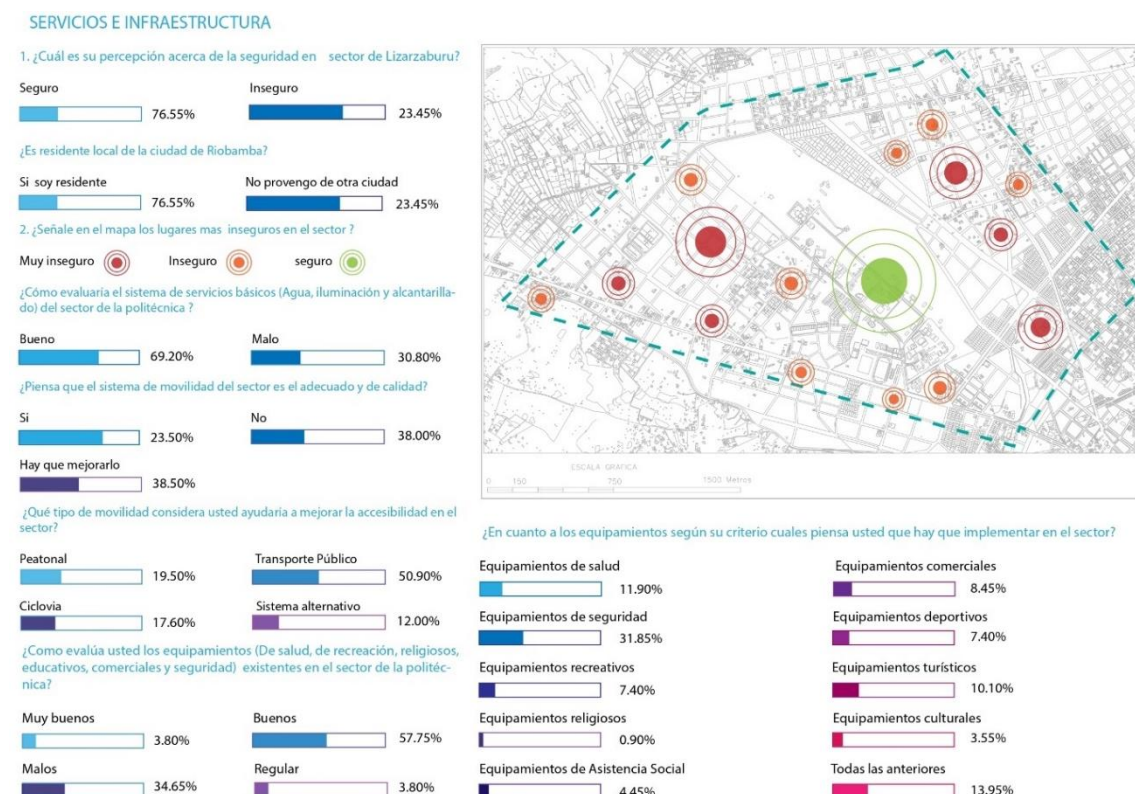 SERVICIOS E INFRAESTRUCTURA
1. ¿Cuál es su percepción acerca de la seguridad en sector de Lizarzaburu?
Seguro Inseguro
76.55% 23.45%
¿Es residente local de la ciudad de Riobamba?
Si soy residente No provengo de otra ciudad
76.55% 23.45%
2. ¿Señale en el mapa los lugares mas inseguros en el sector ?
Muy inseguro Inseguro seguro
¿Cómo evaluaría el sistema de servicios básicos (Agua, iluminación y alcantarilla-
do) del sector de la politécnica ?
Bueno Malo
69.20% 30.80%
¿Piensa que el sistema de movilidad del sector es el adecuado y de calidad?
Si No
23.50% 38.00%
Hay que mejorarlo
38.50%
¿Qué tipo de movilidad considera usted ayudaria a mejorar la accesibilidad en el
sector?
Peatonal Transporte Público
19.50% 50.90%
Ciclovia Sistema alternativo
17.60% 12.00%
¿Como evalúa usted los equipamientos (De salud, de recreación, religiosos,
educativos, comerciales y seguridad) existentes en el sector de la politéc-
nica?
Muy buenos Buenos
3.80% 57.75%
Malos Regular
34.65% 3.80%
ESCALA GRAFICA
0 150 750 1500 Metros
¿En cuanto a los equipamientos según su criterio cuales piensa usted que hay que implementar en el sector?
Equipamientos de salud Equipamientos comerciales
11.90% 8.45%
Equipamientos de seguridad Equipamientos deportivos
31.85% 7.40%
Equipamientos recreativos Equipamientos turísticos
7.40% 10.10%
Equipamientos religiosos Equipamientos culturales
0.90% 3.55%
Equipamientos de Asistencia Social Todas las anteriores
4.45% 13.95%